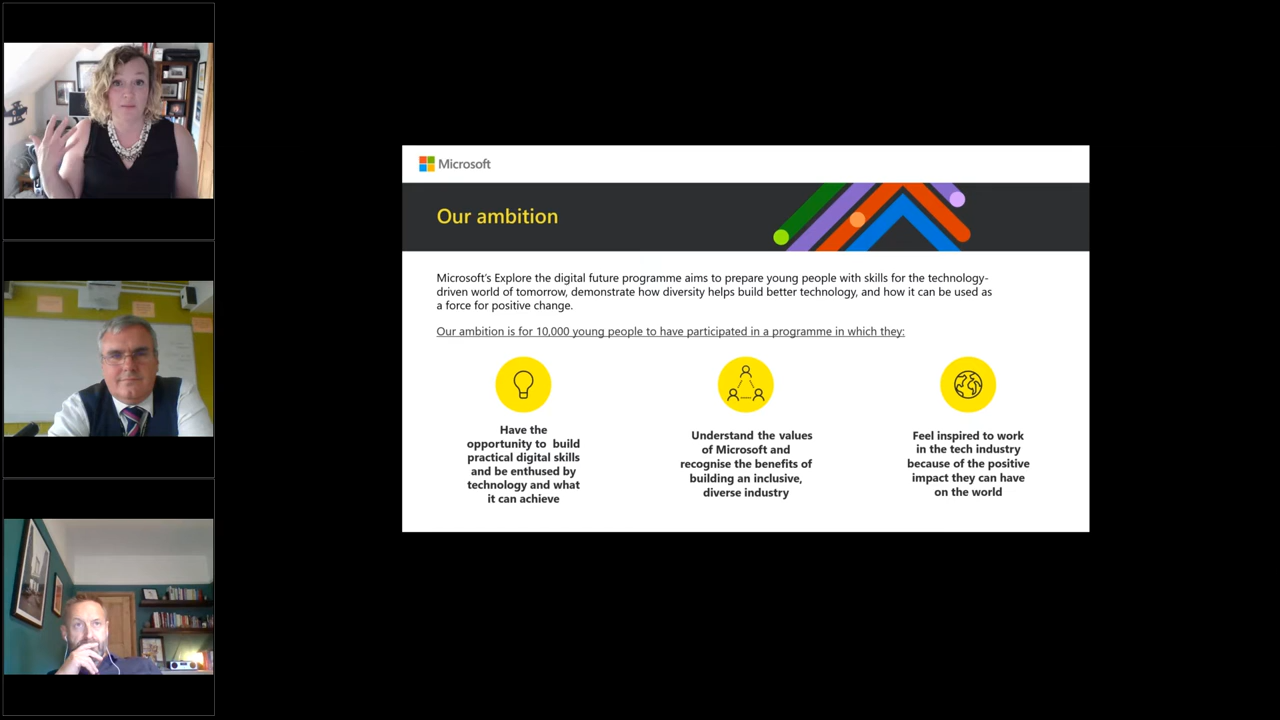 Microsoft
Our ambition
Microsoft's Explore the digital future programme aims to prepare young people with skills for the technology-
driven world of tomorrow, demonstrate how diversity helps build better technology, and how it can be used as
a force for positive change.
Our ambition is for 10,000 young people to have participated in a programme in which they:
Have the
opportunity to build
practical digital skills
and be enthused by
technology and what
it can achieve
Understand the values
of Microsoft and
recognise the benefits of
building an inclusive,
diverse industry
Feel inspired to work
in the tech industry
because of the positive
impact they can have
on the world